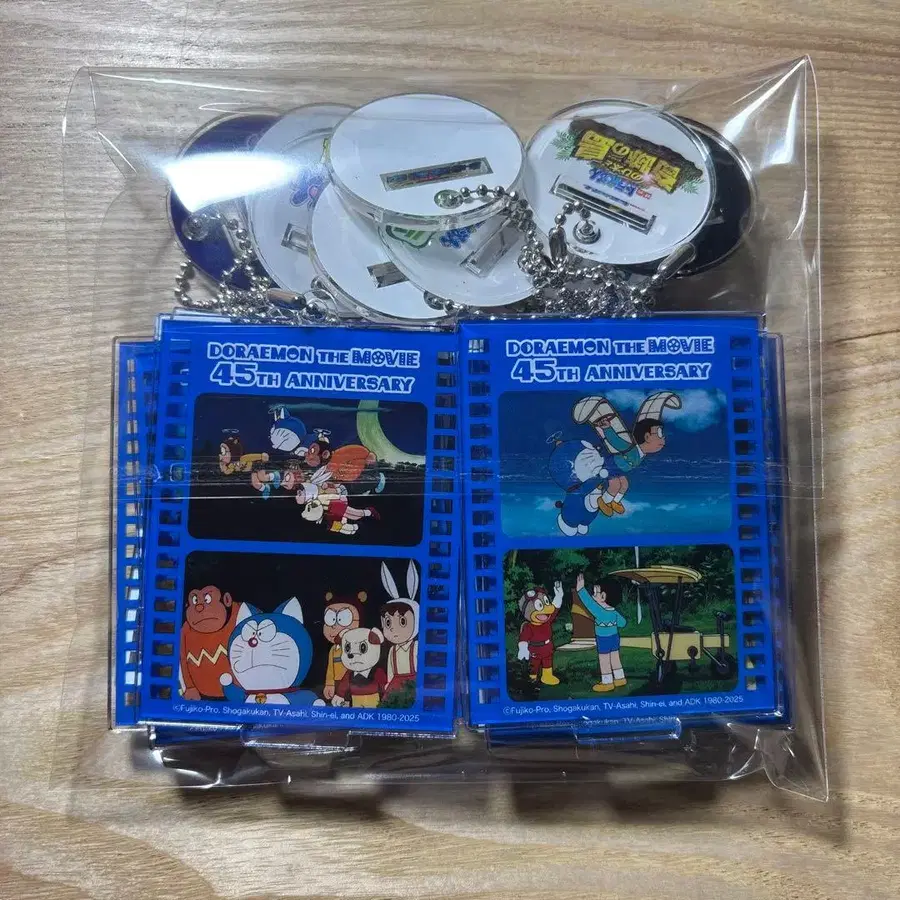 DORAEMON THE MOVIE
45TH ANNIVERSARY
©Fujiko-Pro, Shogakukan, TV-Asahi, Shin-ei, and ADK 1980-2025
DORAEMON THE MOVIE
45TH ANNIVERSARY
©Fujiko-Pro, Shogakukan, TV-Asahi, Shin-ei, and ADK 1980-2025